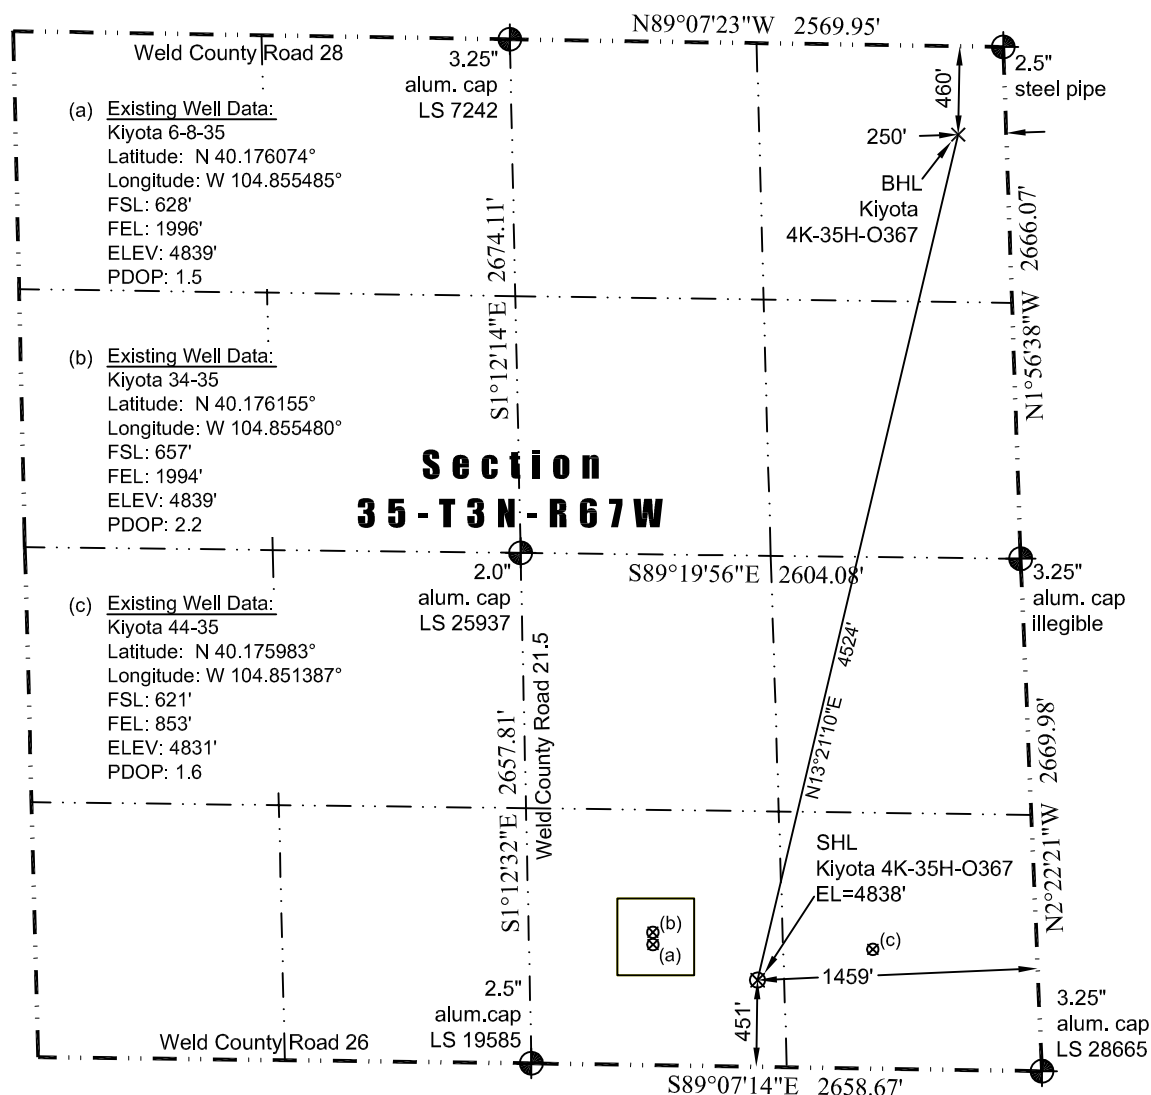 N89°07'23"W 2569.95'
Weld County Road 28
3.25"
alum. cap
LS 7242
2.5"
steel pipe
460'
250'
BHL
Kiyota
4K-35H-O367
(a) Existing Well Data:
Kiyota 6-8-35
Latitude: N 40.176074°
Longitude: W 104.855485°
FSL: 628'
FEL: 1996'
ELEV: 4839'
PDOP: 1.5
S1°12'14"E 2674.11'
N1°56'38"W 2666.07'
(b) Existing Well Data:
Kiyota 34-35
Latitude: N 40.176155°
Longitude: W 104.855480°
FSL: 657'
FEL: 1994'
ELEV: 4839'
PDOP: 2.2
Section
35-T3N-R67W
2.0"
alum. cap
LS 25937
S89°19'56"E 2604.08'
3.25"
alum. cap
illegible
(c) Existing Well Data:
Kiyota 44-35
Latitude: N 40.175983°
Longitude: W 104.851387°
FSL: 621'
FEL: 853'
ELEV: 4831'
PDOP: 1.6
S1°12'32"E 2657.81'
Weld County Road 21.5
N13°21'10"E 4524'
N2°22'21"W 2669.98'
SHL
Kiyota 4K-35H-O367
EL=4838'
(b)
(a)
(c)
1459'
451'
2.5"
alum.cap
LS 19585
3.25"
alum. cap
LS 28665
Weld County Road 26
S89°07'14"E 2658.67'